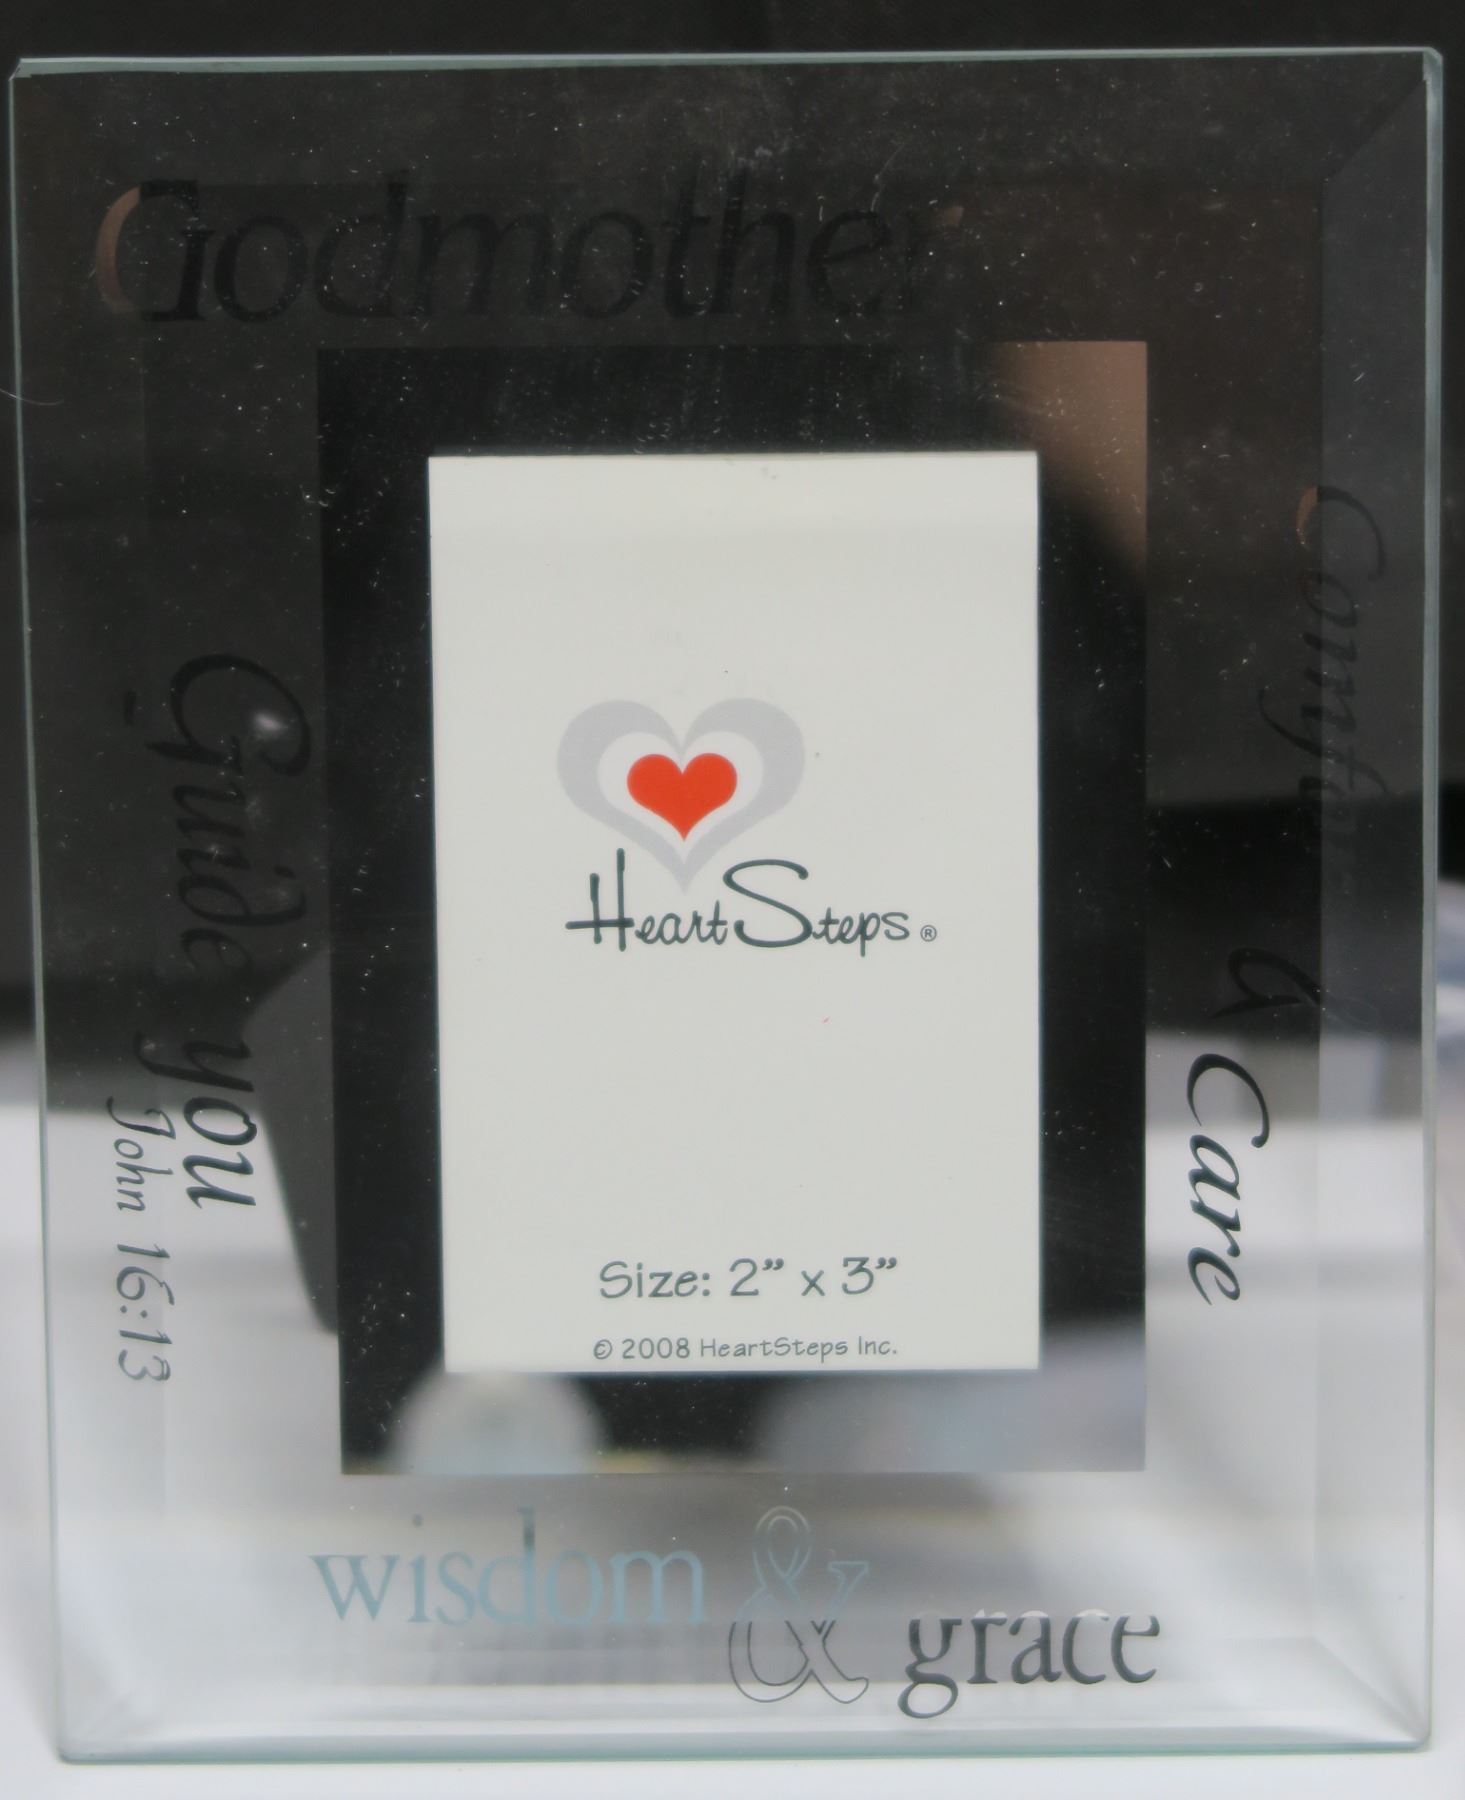 Godmother
Guide you
John 16:13
HeartSteps®
Size: 2” x 3”
© 2008 HeartSteps Inc.
Comfort
&
Care
wisdom & grace